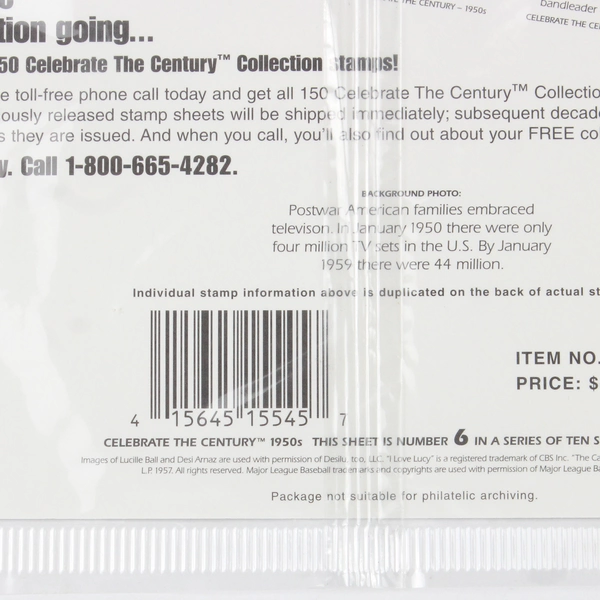 tion going...
50 Celebrate The Century™ Collection stamps!
e toll-free phone call today and get all 150 Celebrate The Century™ Collectio
ously released stamp sheets will be shipped immediately; subsequent decad
s they are issued. And when you call, you'll also find out about your FREE co
y. Call 1-800-665-4282.
THE CENTURY – 1950s
Bandleader
CELEBRATE THE CE
BACKGROUND PHOTO:
Postwar American families embraced
televison. In January 1950 there were only
four million TV sets in the U.S. By January
1959 there were 44 million.
Individual stamp information above is duplicated on the back of actual st
ITEM NO.
PRICE: $
4 15645 15545 7
CELEBRATE THE CENTURY™ 1950s THIS SHEET IS NUMBER 6 IN A SERIES OF TEN S
Images of Lucille Ball and Desi Arnaz are used with permission of Desilu, too, LLC. "I Love Lucy" is a registered trademark of CBS Inc. "The Ca
L.P. 1957. All rights reserved. Major League Baseball trademarks and copyrights are used with permission of Major League Ba
Package not suitable for philatelic archiving.